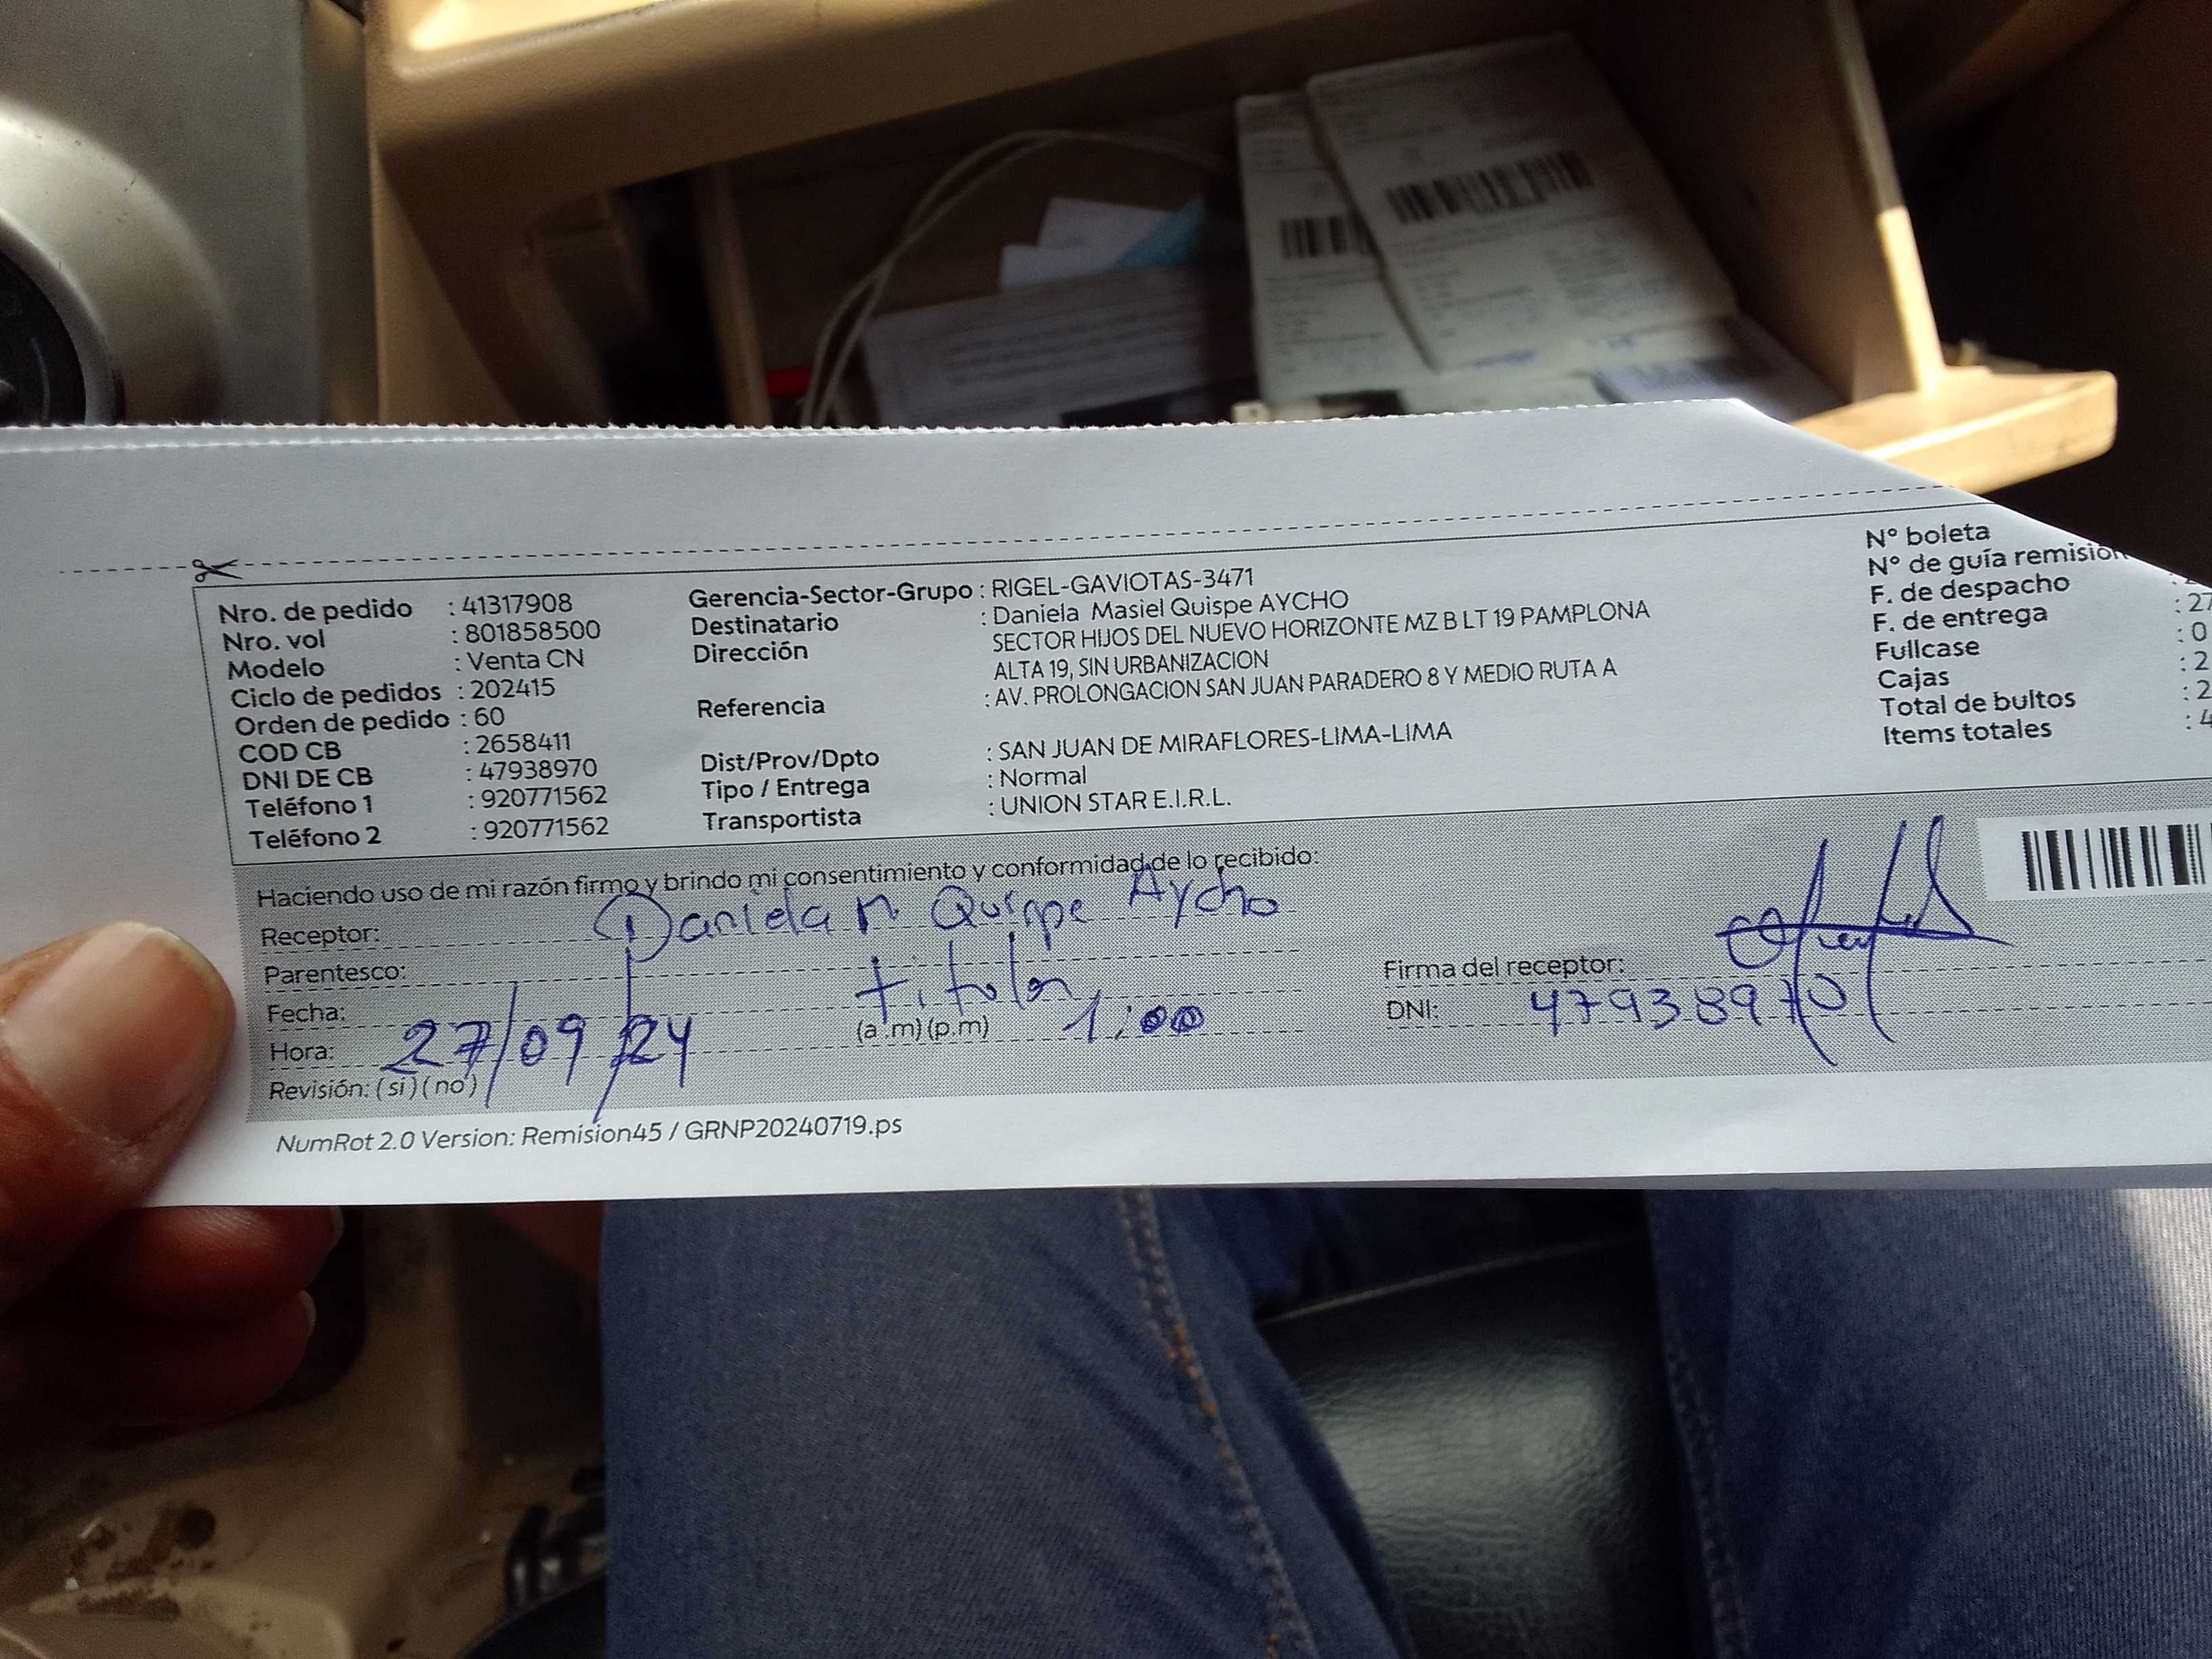 Nro. de pedido : 41317908
Nro. vol : 801858500
Modelo : Venta CN
Ciclo de pedidos : 202415
Orden de pedido : 60
COD CB : 2658411
DNI DE CB : 47938970
Teléfono 1 : 920771562
Teléfono 2 : 920771562
Gerencia-Sector-Grupo : RIGEL-GAVIOTAS-3471
Destinatario : Daniela Masiel Quispe AYCHO
Dirección SECTOR HIJOS DEL NUEVO HORIZONTE MZ B LT 19 PAMPLONA
ALTA 19, SIN URBANIZACION
Referencia : AV. PROLONGACION SAN JUAN PARADERO 8 Y MEDIO RUTA A
Dist/Prov/Dpto : SAN JUAN DE MIRAFLORES-LIMA-LIMA
Tipo / Entrega : Normal
Transportista : UNION STAR E.I.R.L.
N° boleta
N° de guía remisión
F. de despacho
F. de entrega : 27
Fullcase : 0
Cajas : 2
Total de bultos : 2
Items totales : 4
Haciendo uso de mi razón firmo y brindo mi consentimiento y conformidad de lo recibido:
Receptor: Daniela M. Quispe Aycho
Parentesco: titular
Fecha: 27/09/24
Hora: (a.m) (p.m) 1:00
Revisión: (si) (no)
Firma del receptor:
DNI: 47938970
NumRot 2.0 Version: Remision45 / GRNP20240719.ps